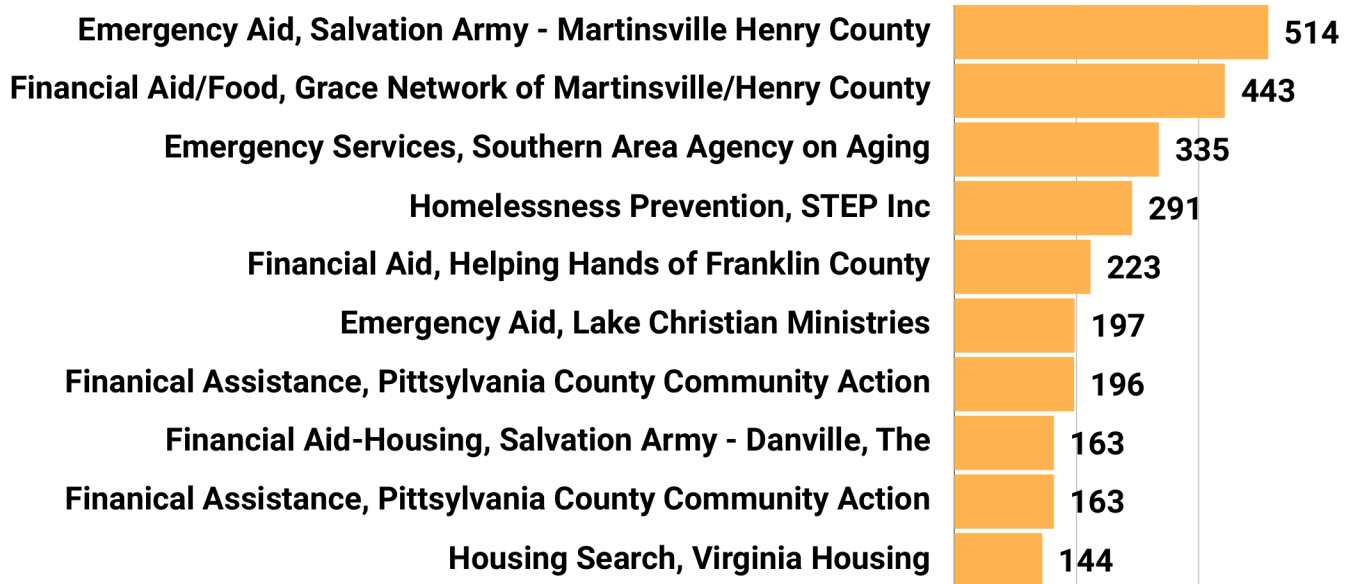 Emergency Aid, Salvation Army - Martinsville Henry County 514
Financial Aid/Food, Grace Network of Martinsville/Henry County 443
Emergency Services, Southern Area Agency on Aging 335
Homelessness Prevention, STEP Inc 291
Financial Aid, Helping Hands of Franklin County 223
Emergency Aid, Lake Christian Ministries 197
Finanical Assistance, Pittsylvania County Community Action 196
Financial Aid-Housing, Salvation Army - Danville, The 163
Finanical Assistance, Pittsylvania County Community Action 163
Housing Search, Virginia Housing 144